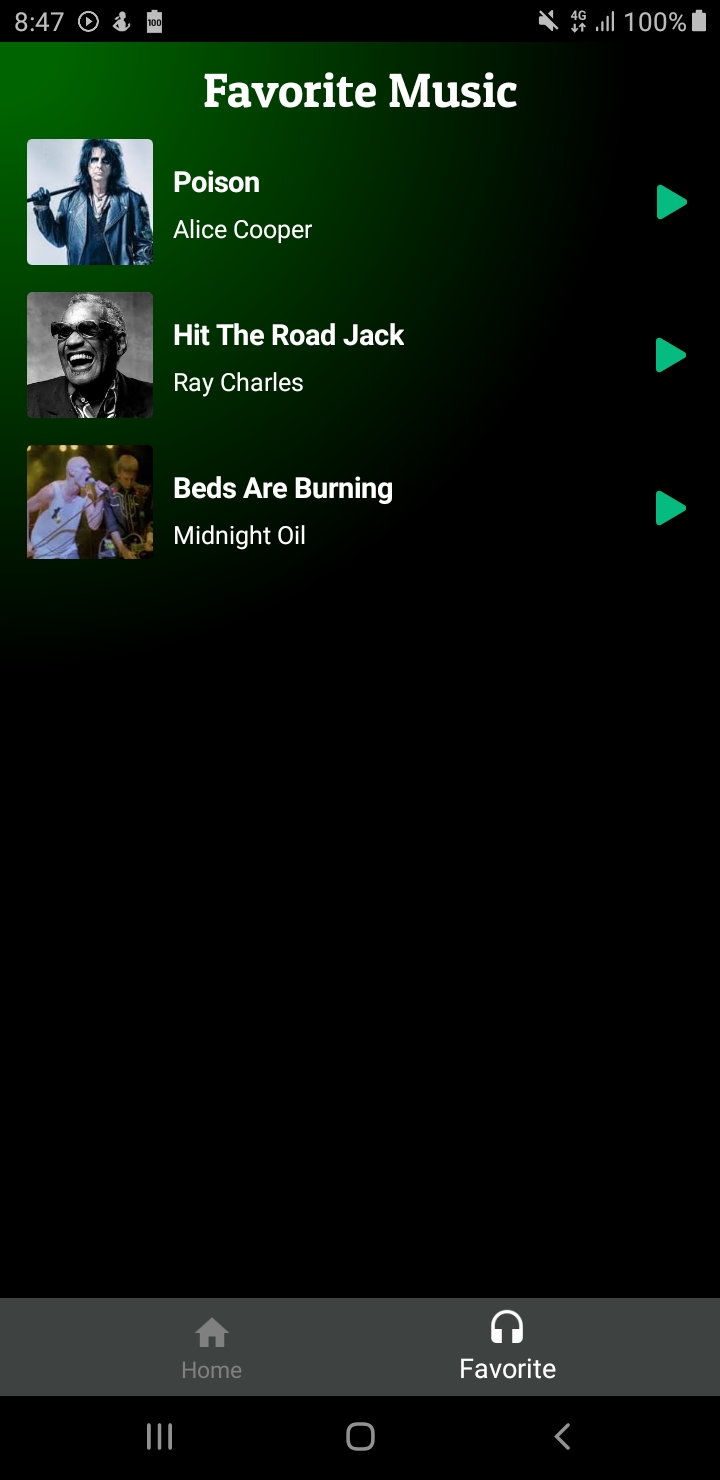 8:47 100 4G 100%
Favorite Music
Poison
Alice Cooper
Hit The Road Jack
Ray Charles
Beds Are Burning
Midnight Oil
Home Favorite